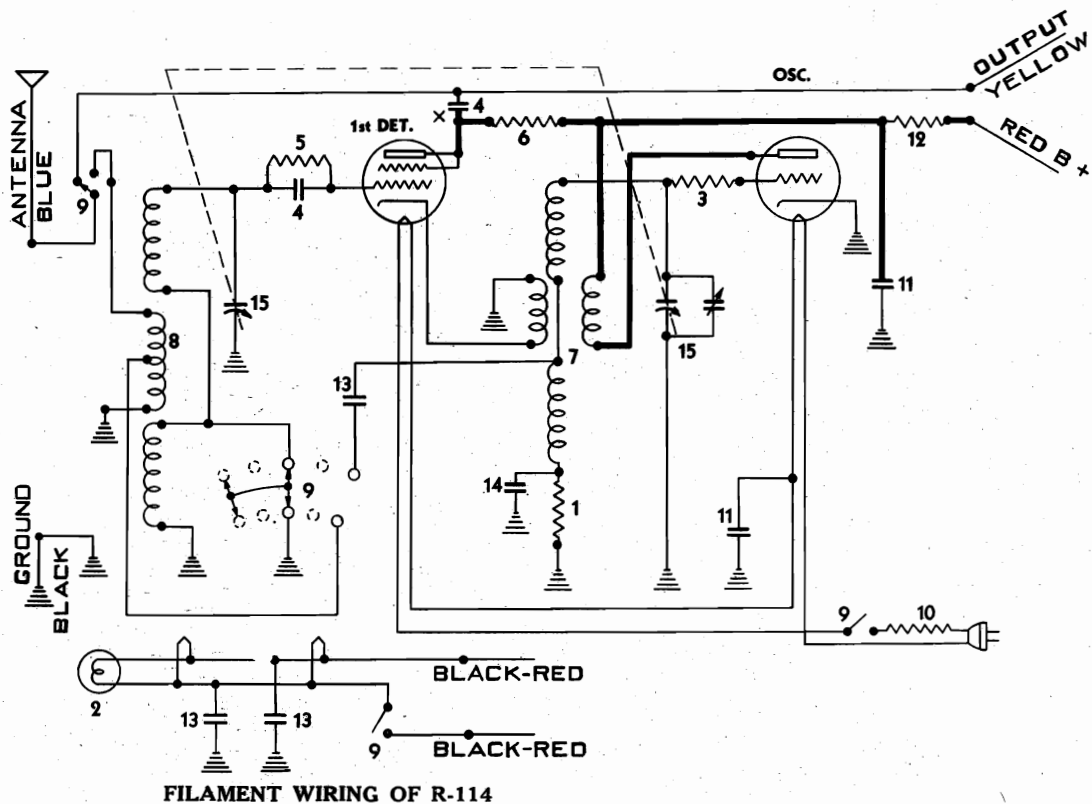 OUTPUT
YELLOW
OSC.
RED B +
ANTENNA
BLUE
1st DET.
4
X
6
12
5
4
9
3
15
8
7
15
11
13
9
14
1
11
GROUND
BLACK
9
10
2
13
13
9
BLACK-RED
BLACK-RED
FILAMENT WIRING OF R-114